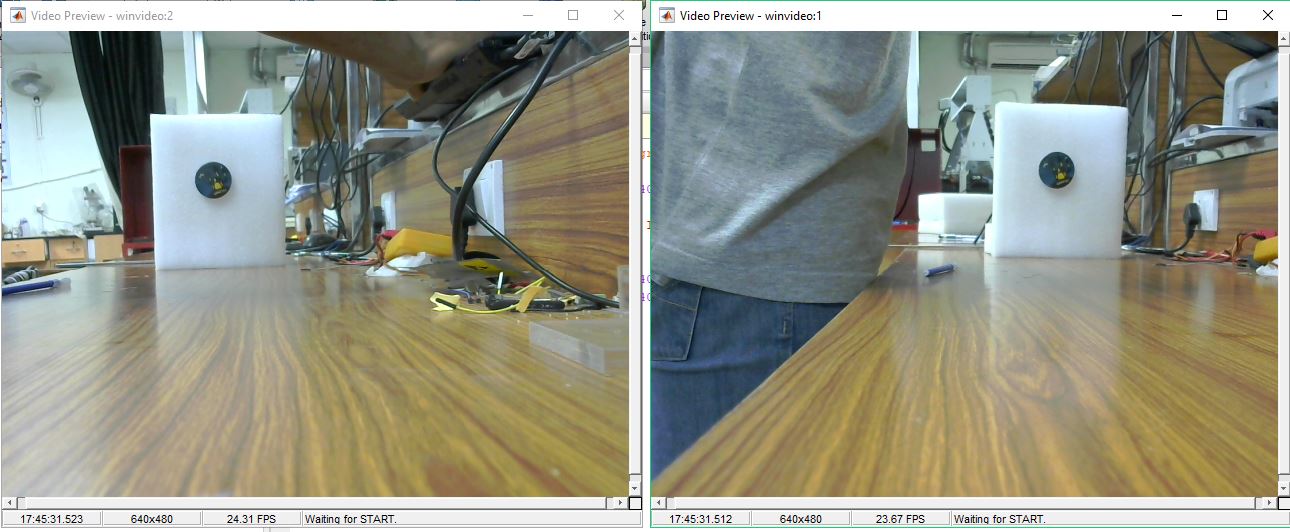 Video Preview - winvideo:2
Video Preview - winvideo:1
17:45:31.523 640x480 24.31 FPS Waiting for START.
17:45:31.512 640x480 23.67 FPS Waiting for START.